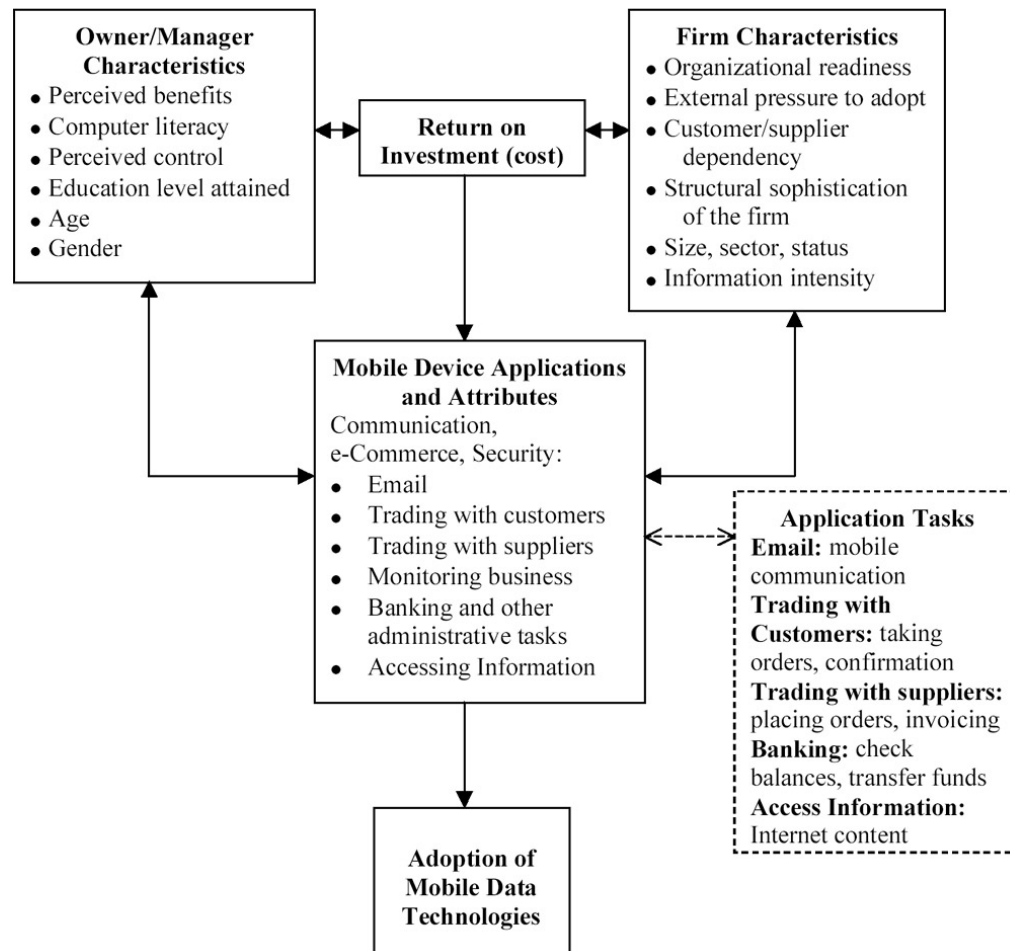 Owner/Manager
Characteristics
● Perceived benefits
● Computer literacy
● Perceived control
● Education level attained
● Age
● Gender
Return on
Investment (cost)
Firm Characteristics
● Organizational readiness
● External pressure to adopt
● Customer/supplier
dependency
● Structural sophistication
of the firm
● Size, sector, status
● Information intensity
Mobile Device Applications
and Attributes
Communication,
e-Commerce, Security:
● Email
● Trading with customers
● Trading with suppliers
● Monitoring business
● Banking and other
administrative tasks
● Accessing Information
Application Tasks
Email: mobile
communication
Trading with
Customers: taking
orders, confirmation
Trading with suppliers:
placing orders, invoicing
Banking: check
balances, transfer funds
Access Information:
Internet content
Adoption of
Mobile Data
Technologies